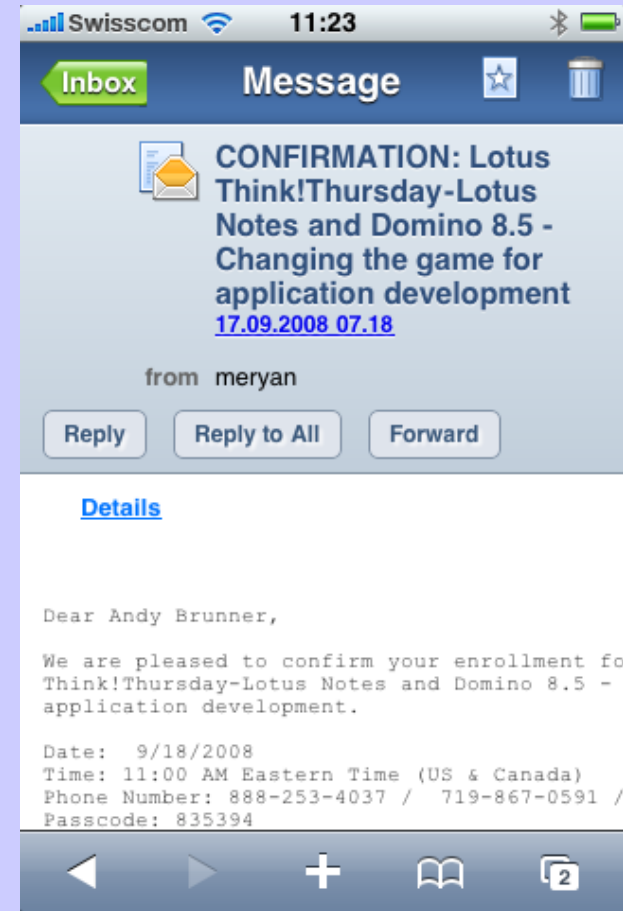 Swisscom 11:23
Inbox Message
CONFIRMATION: Lotus
Think!Thursday-Lotus
Notes and Domino 8.5 -
Changing the game for
application development
17.09.2008 07.18
from meryan
Reply Reply to All Forward
Details
Dear Andy Brunner,
We are pleased to confirm your enrollment fo
Think!Thursday-Lotus Notes and Domino 8.5 -
application development.
Date: 9/18/2008
Time: 11:00 AM Eastern Time (US & Canada)
Phone Number: 888-253-4037 / 719-867-0591 /
Passcode: 835394
2